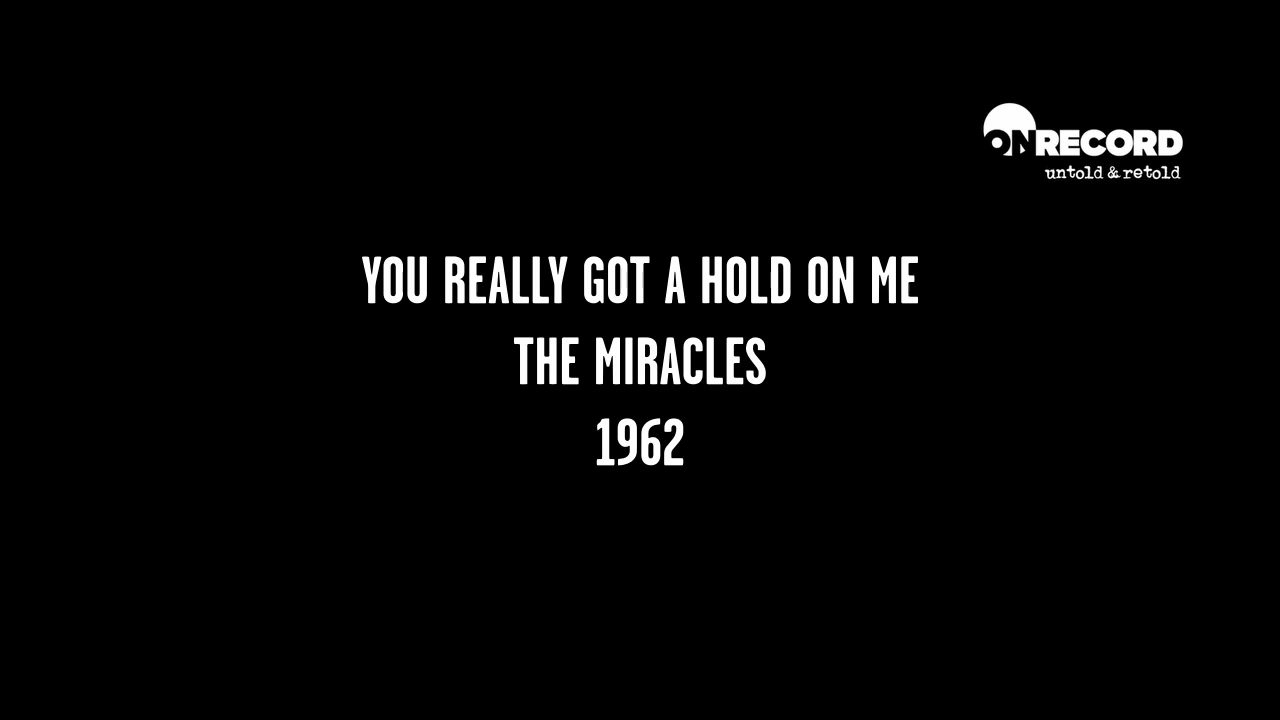 ONRECORD
untold & retold
YOU REALLY GOT A HOLD ON ME
THE MIRACLES
1962